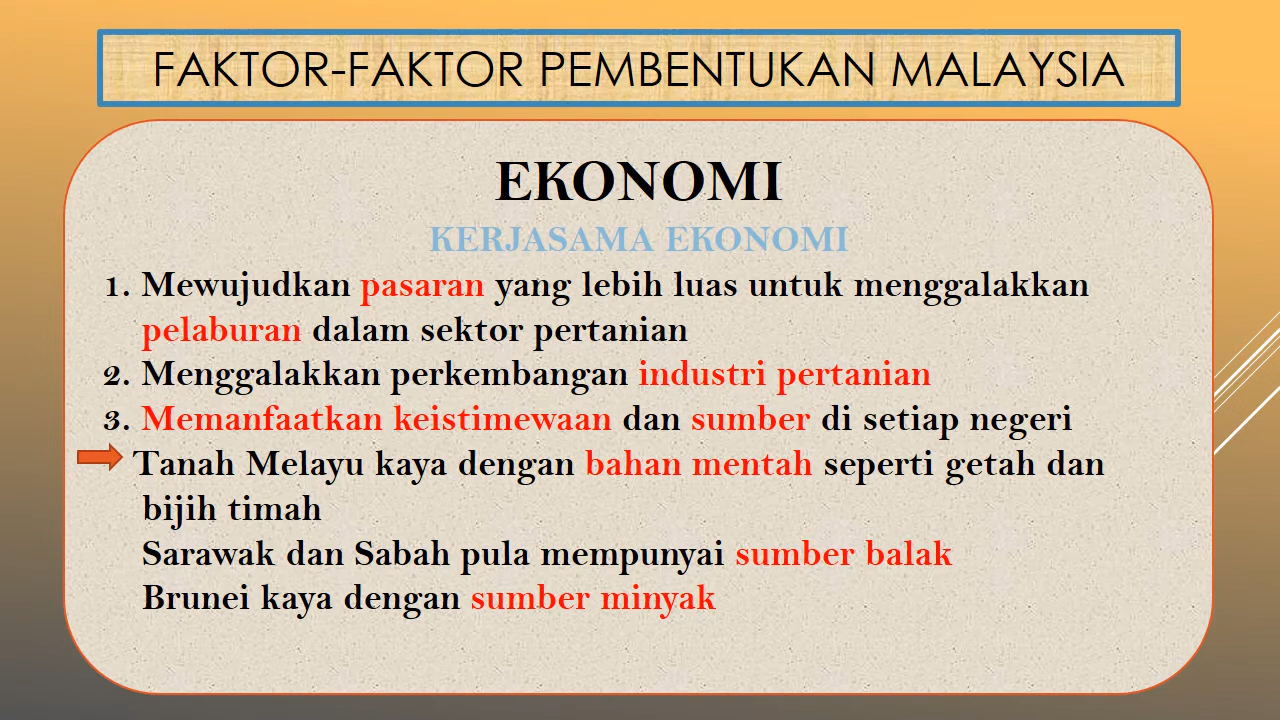 FAKTOR-FAKTOR PEMBENTUKAN MALAYSIA
EKONOMI
KERJASAMA EKONOMI
1. Mewujudkan pasaran yang lebih luas untuk menggalakkan
pelaburan dalam sektor pertanian
2. Menggalakkan perkembangan industri pertanian
3. Memanfaatkan keistimewaan dan sumber di setiap negeri
Tanah Melayu kaya dengan bahan mentah seperti getah dan
bijih timah
Sarawak dan Sabah pula mempunyai sumber balak
Brunei kaya dengan sumber minyak